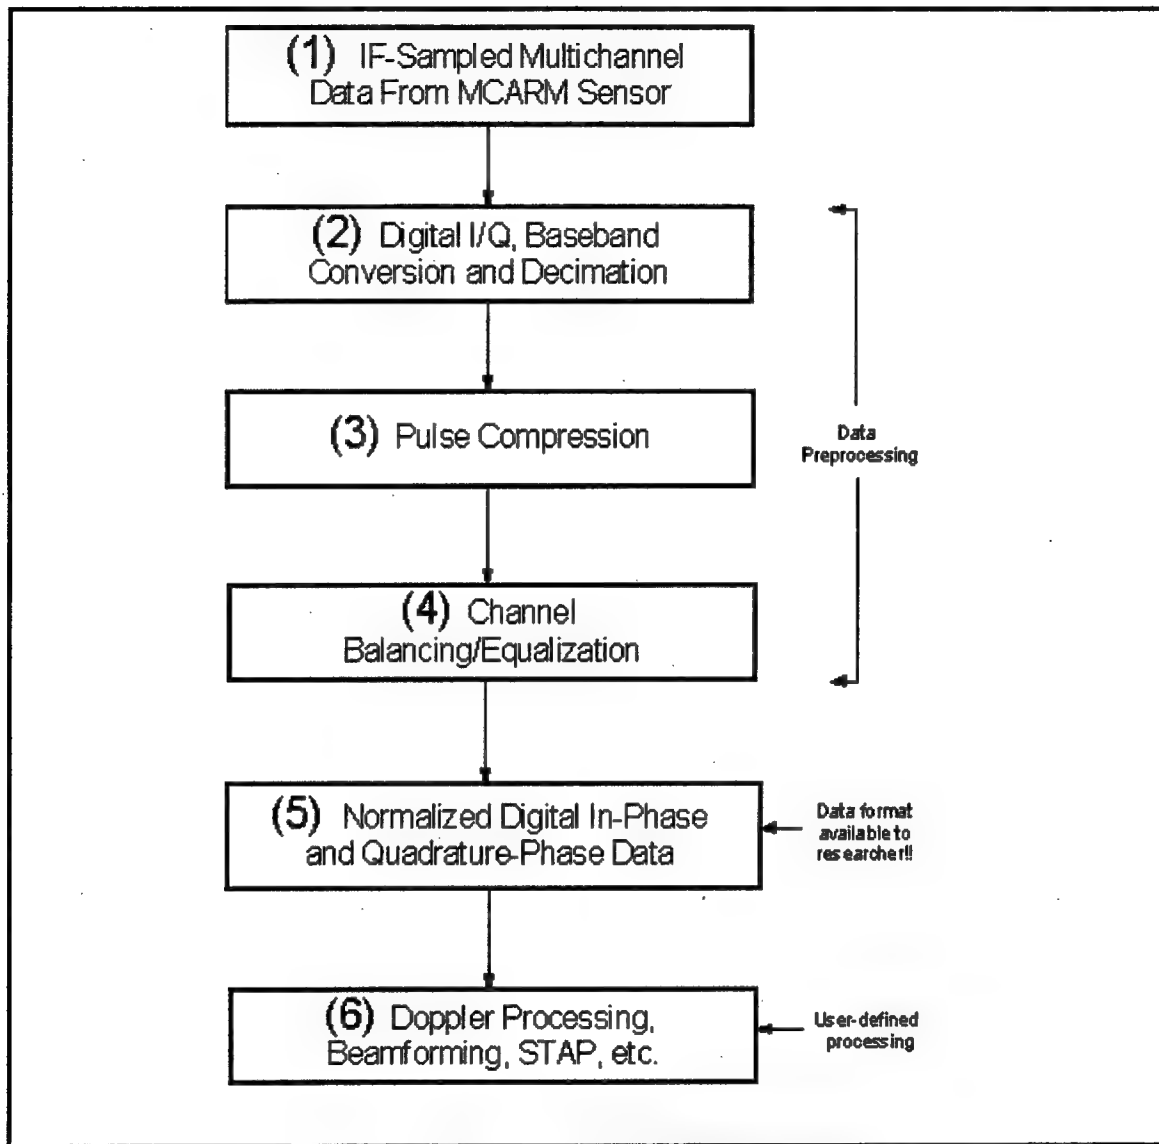 (1) IF-Sampled Multichannel
Data From MCARM Sensor
(2) Digital I/Q, Baseband
Conversion and Decimation
(3) Pulse Compression
Data
Preprocessing
(4) Channel
Balancing/Equalization
(5) Normalized Digital In-Phase
and Quadrature-Phase Data
Data format
available to
researcher!!
(6) Doppler Processing,
Beamforming, STAP, etc.
User-defined
processing